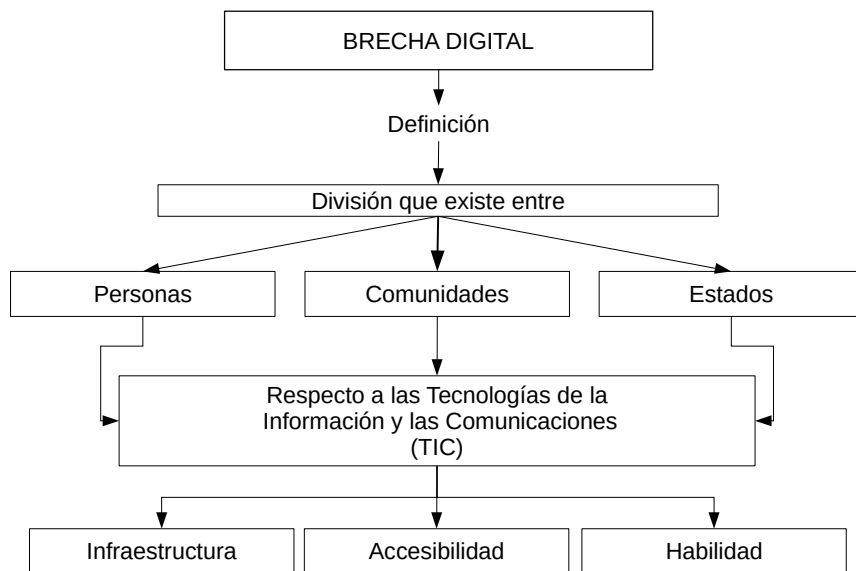 BRECHA DIGITAL
Definición
División que existe entre
Personas
Comunidades
Estados
Respecto a las Tecnologías de la
Información y las Comunicaciones
(TIC)
Infraestructura
Accesibilidad
Habilidad